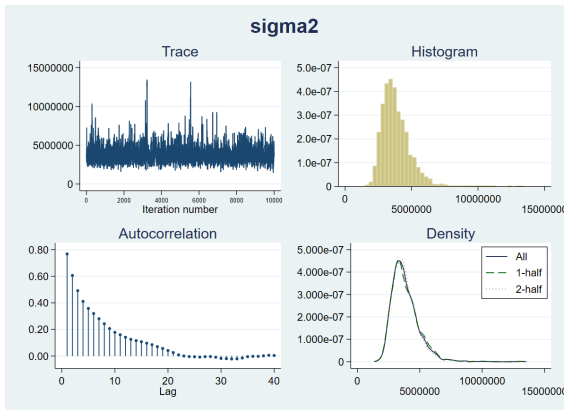 sigma2
Trace
15000000
10000000
5000000
0
0 2000 4000 6000 8000 10000
Iteration number
Histogram
5.0e-07
4.0e-07
3.0e-07
2.0e-07
1.0e-07
0
0 5000000 10000000 15000000
Autocorrelation
0.80
0.60
0.40
0.20
0.00
0 10 20 30 40
Lag
Density
5.000e-07
4.000e-07
3.000e-07
2.000e-07
1.000e-07
0
All
1-half
2-half
0 5000000 10000000 15000000